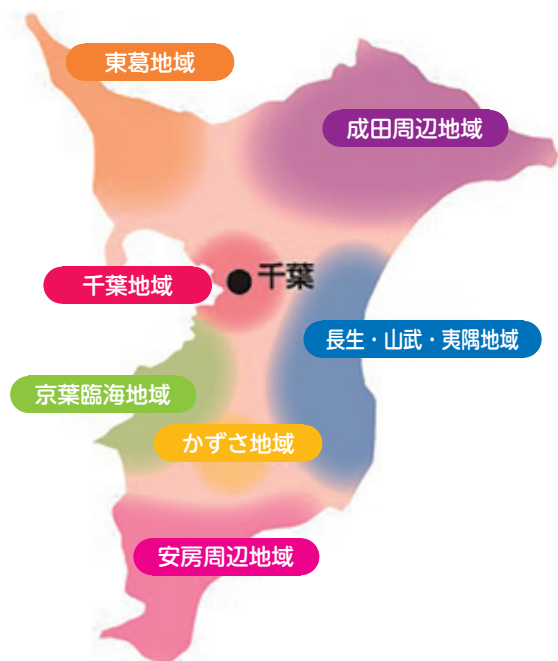 東葛地域
成田周辺地域
千葉地域
千葉
長生・山武・夷隅地域
京葉臨海地域
かずさ地域
安房周辺地域